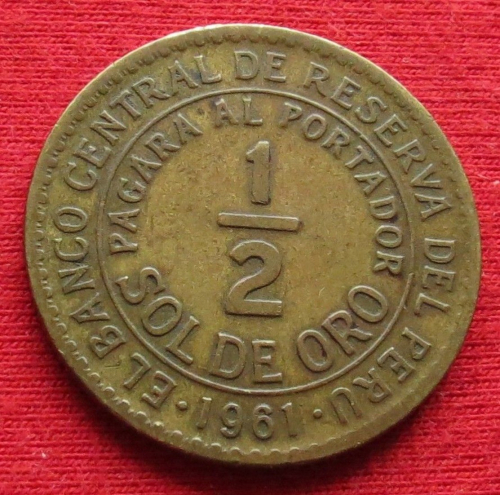 EL BANCO CENTRAL DE RESERVA DEL PERU
PAGARA AL PORTADOR
1/2
SOL DE ORO
· 1961 ·